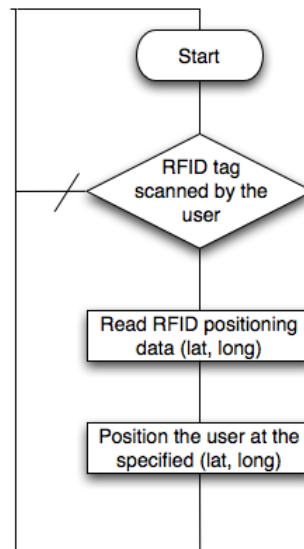 Start
RFID tag
scanned by the
user
Read RFID positioning
data (lat, long)
Position the user at the
specified (lat, long)